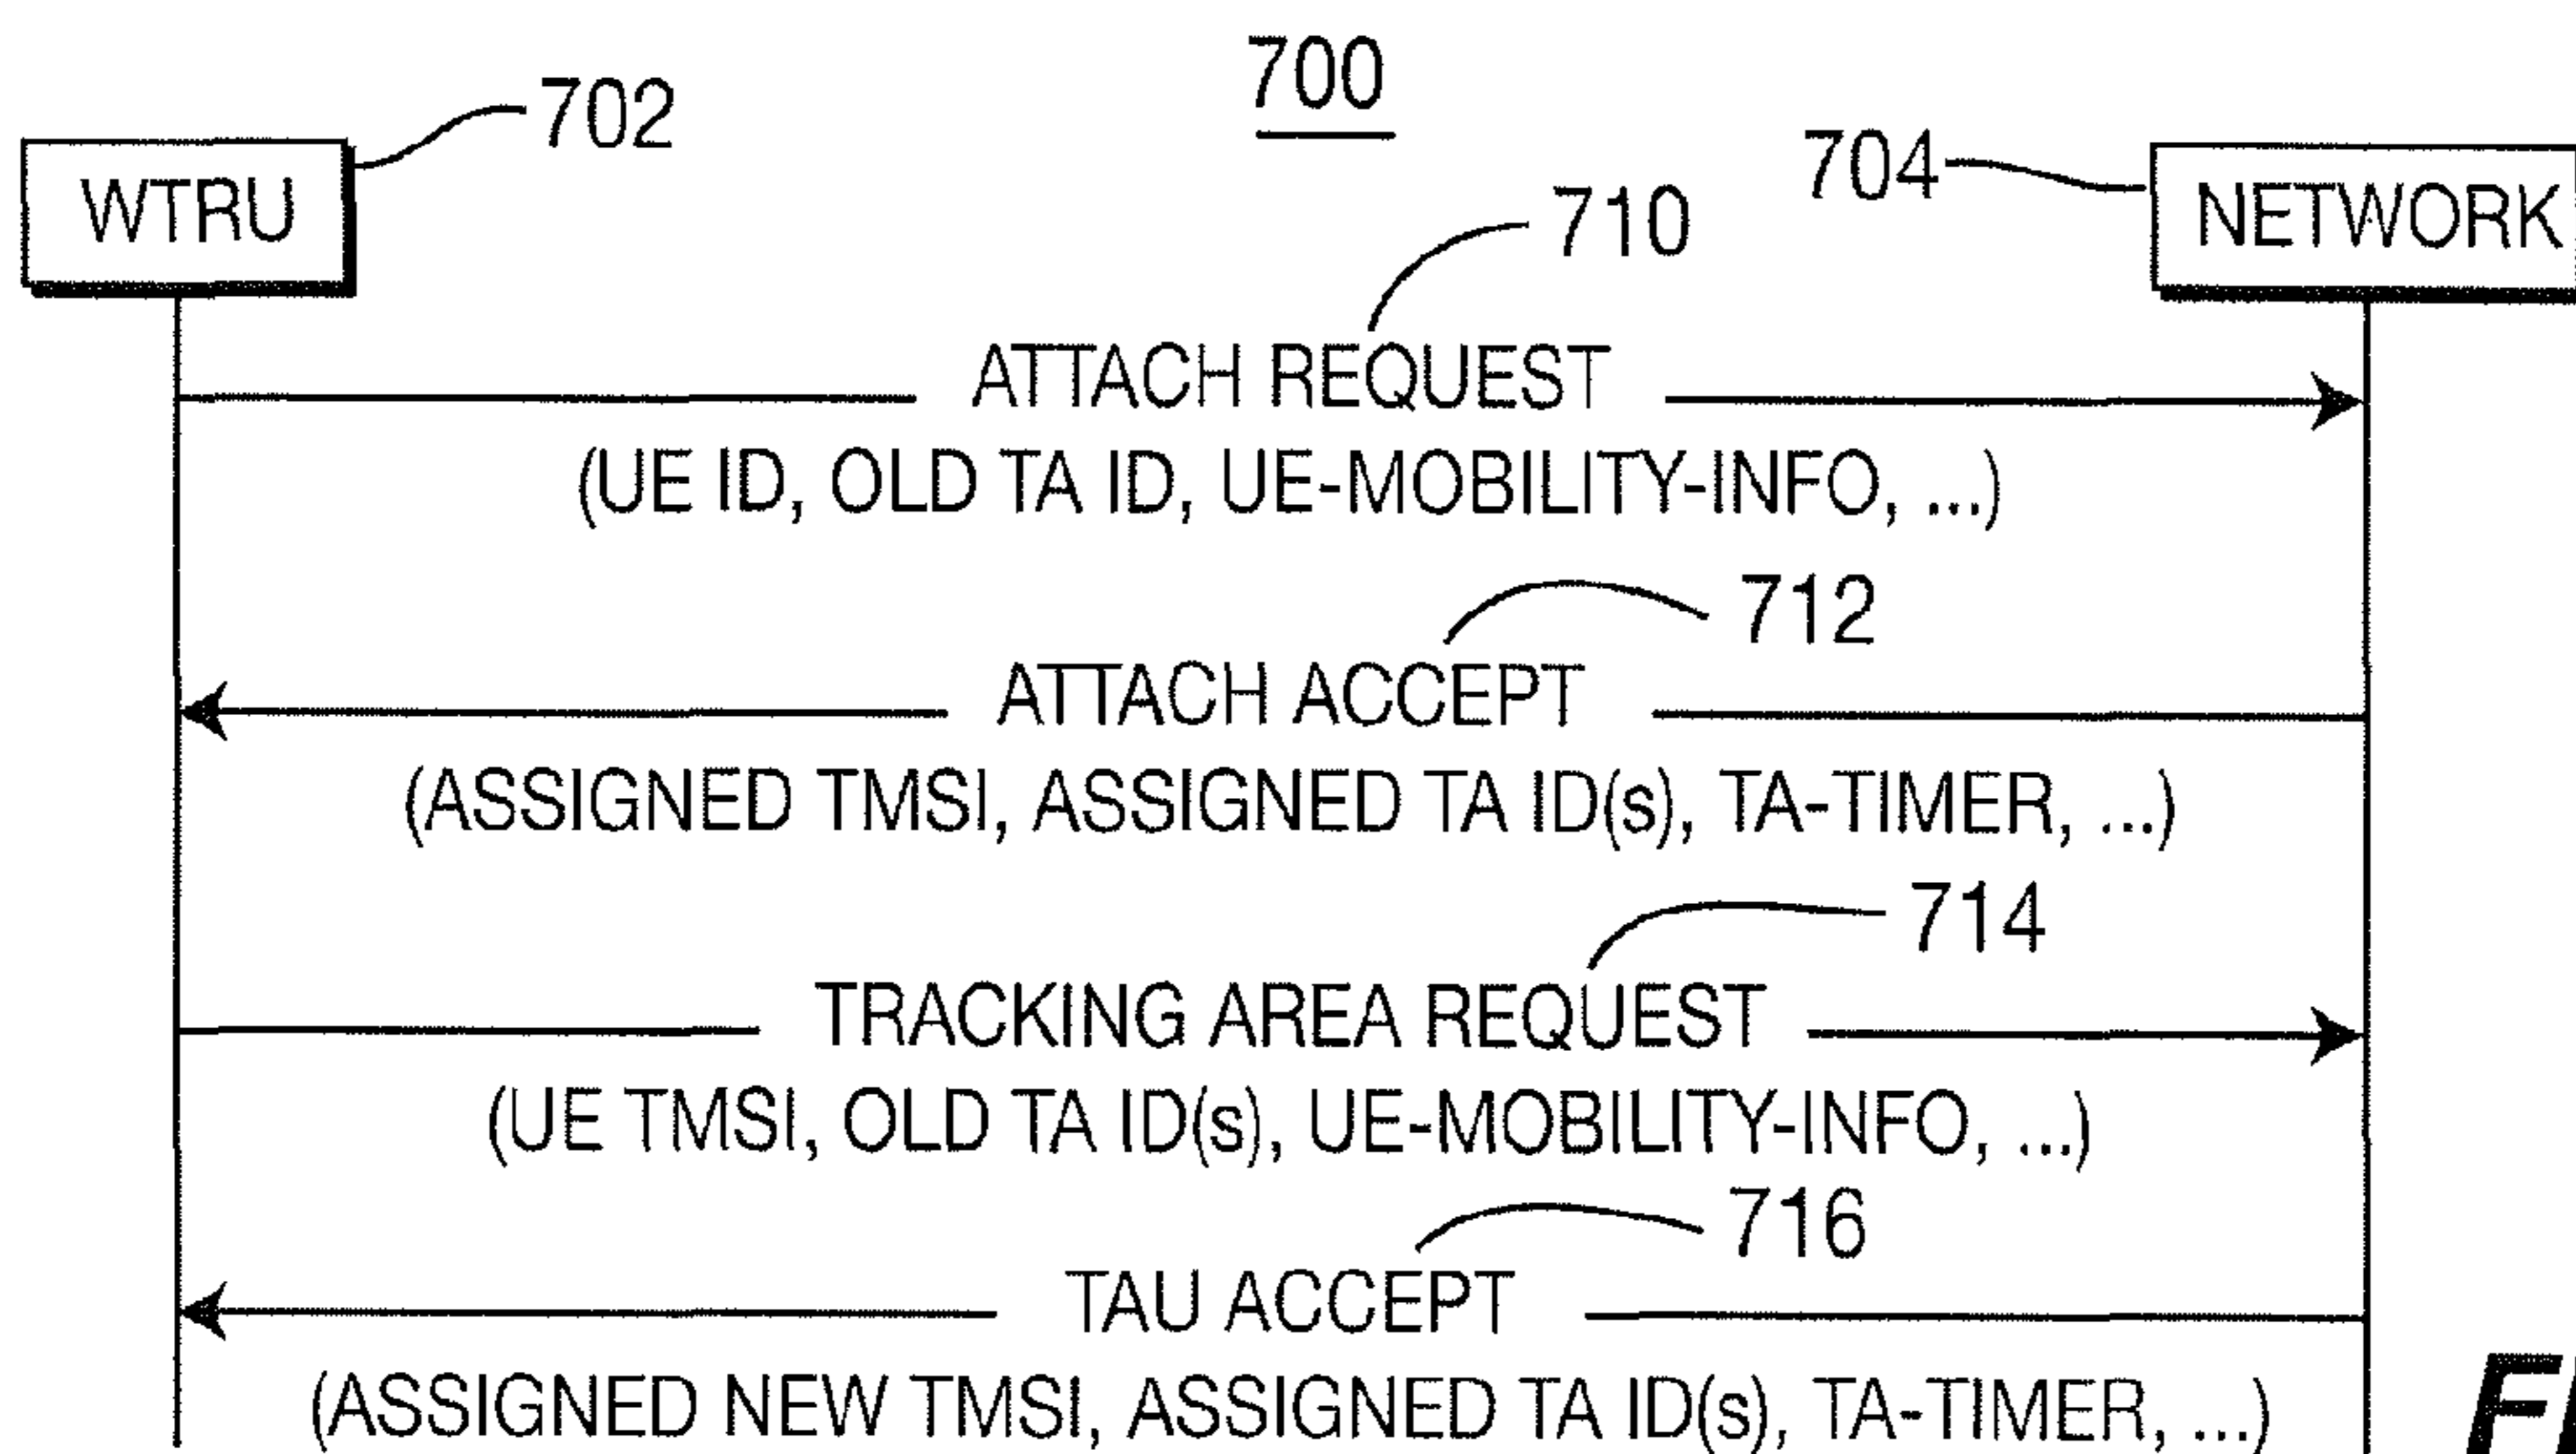 700
702
WTRU
704
NETWORK
710
ATTACH REQUEST
(UE ID, OLD TA ID, UE-MOBILITY-INFO, ...)
712
ATTACH ACCEPT
(ASSIGNED TMSI, ASSIGNED TA ID(s), TA-TIMER, ...)
714
TRACKING AREA REQUEST
(UE TMSI, OLD TA ID(s), UE-MOBILITY-INFO, ...)
716
TAU ACCEPT
(ASSIGNED NEW TMSI, ASSIGNED TA ID(s), TA-TIMER, ...)